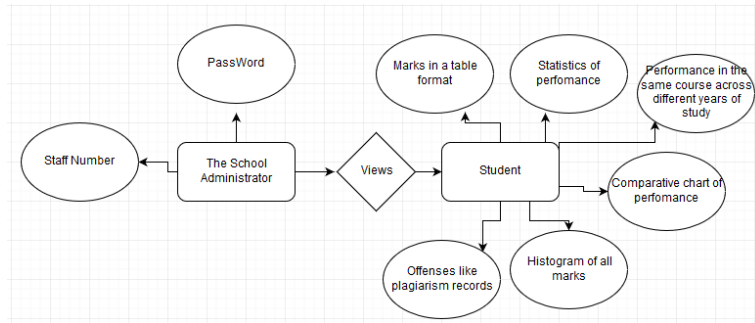 PassWord
Marks in a table
format
Statistics of
perfomance
Performance in the
same course across
different years of
study
Staff Number
The School
Administrator
Views
Student
Comparative chart of
perfomance
Offenses like
plagiarism records
Histogram of all
marks